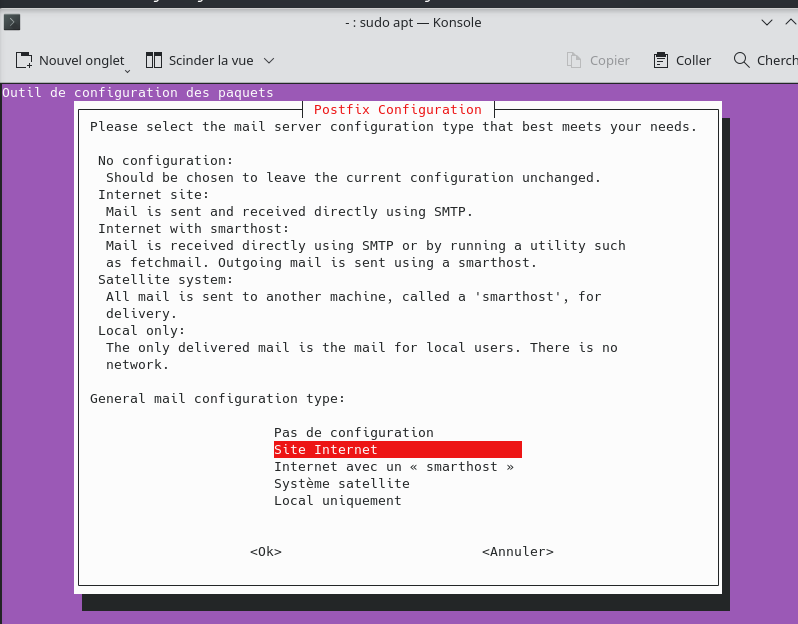 - : sudo apt — Konsole
Nouvel onglet
Scinder la vue
Copier
Coller
Cherch
Outil de configuration des paquets
Postfix Configuration
Please select the mail server configuration type that best meets your needs.
No configuration:
Should be chosen to leave the current configuration unchanged.
Internet site:
Mail is sent and received directly using SMTP.
Internet with smarthost:
Mail is received directly using SMTP or by running a utility such
as fetchmail. Outgoing mail is sent using a smarthost.
Satellite system:
All mail is sent to another machine, called a 'smarthost', for
delivery.
Local only:
The only delivered mail is the mail for local users. There is no
network.
General mail configuration type:
Pas de configuration
Site Internet
Internet avec un « smarthost »
Système satellite
Local uniquement
<Ok> <Annuler>